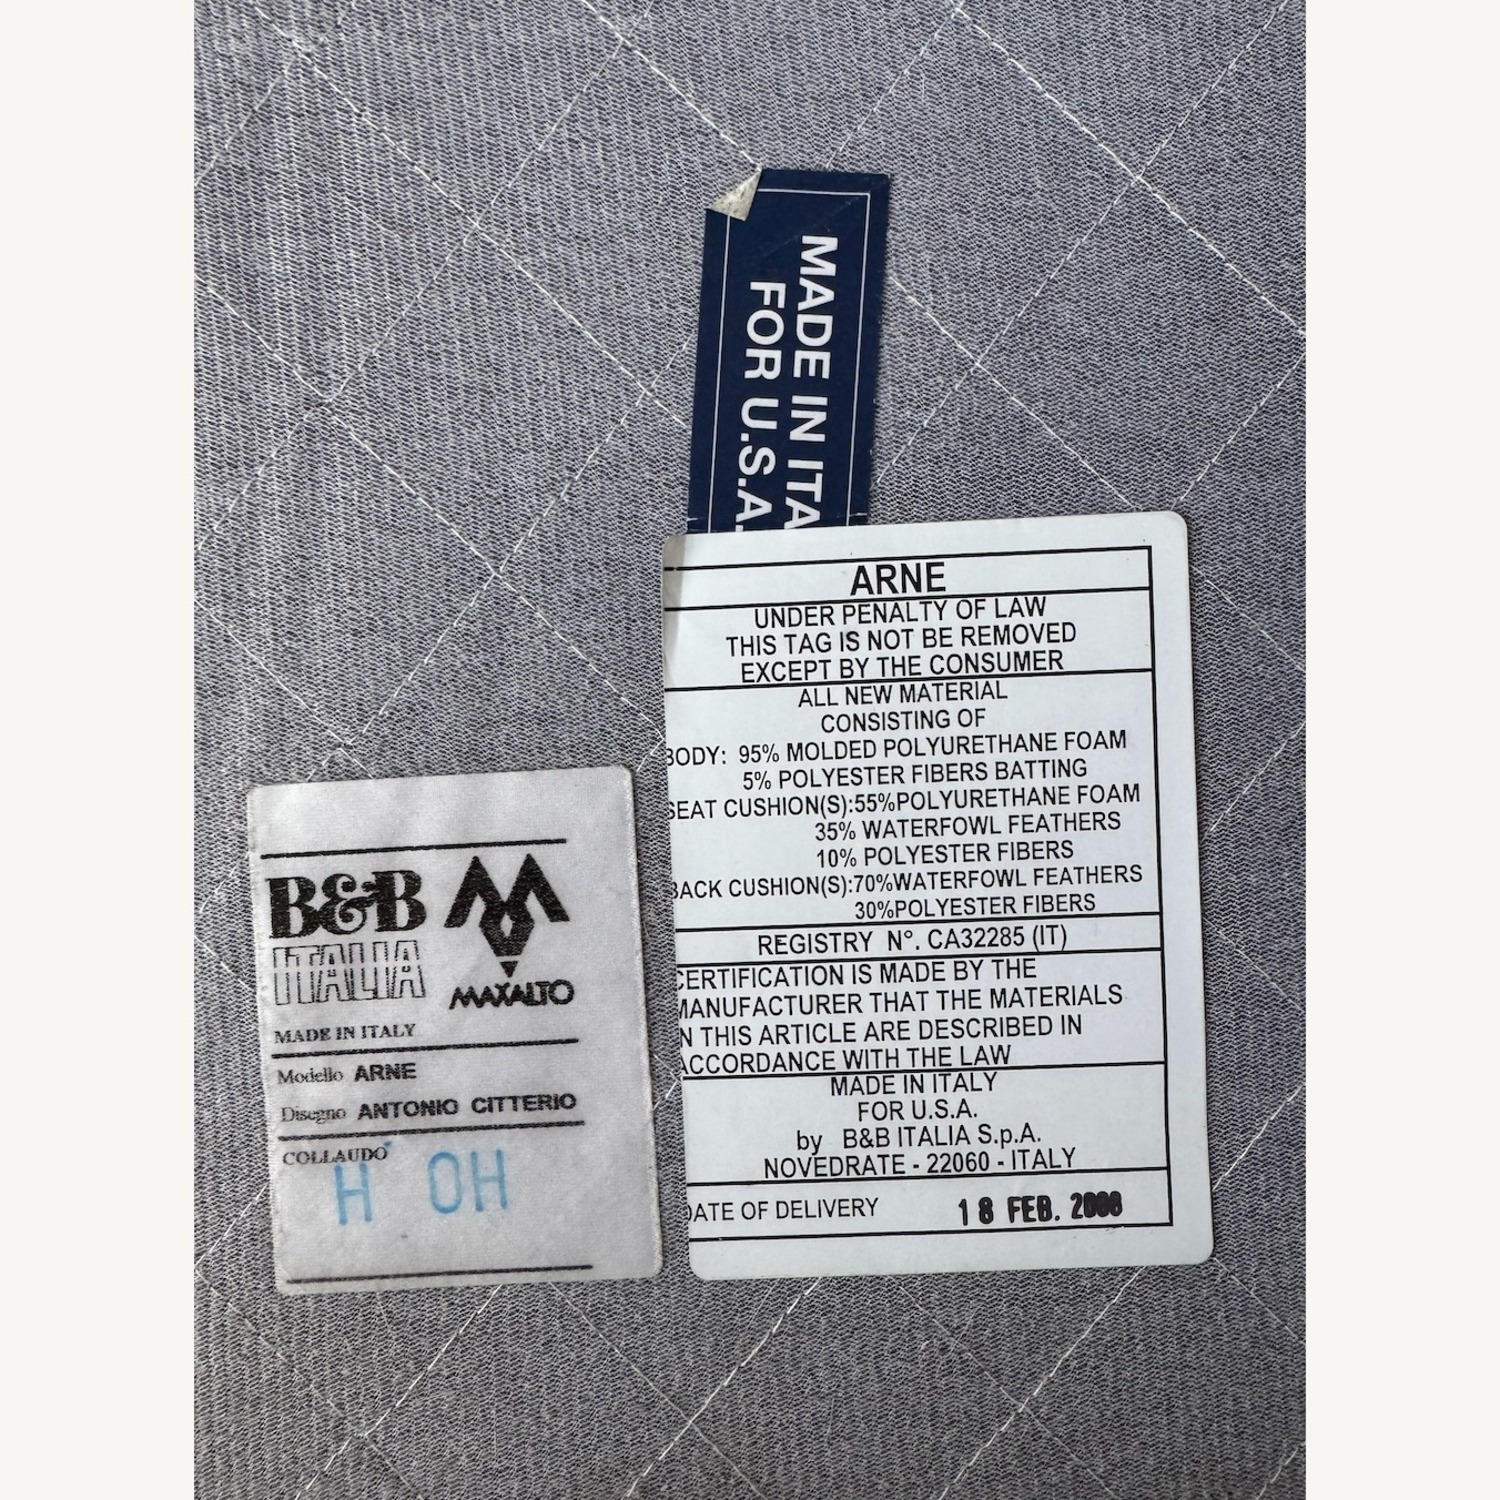 MADE IN ITA
FOR U.S.A.
ARNE
UNDER PENALTY OF LAW
THIS TAG IS NOT BE REMOVED
EXCEPT BY THE CONSUMER
ALL NEW MATERIAL
CONSISTING OF
BODY: 95% MOLDED POLYURETHANE FOAM
5% POLYESTER FIBERS BATTING
SEAT CUSHION(S):55%POLYURETHANE FOAM
35% WATERFOWL FEATHERS
10% POLYESTER FIBERS
BACK CUSHION(S):70%WATERFOWL FEATHERS
30%POLYESTER FIBERS
REGISTRY N°. CA32285 (IT)
CERTIFICATION IS MADE BY THE
MANUFACTURER THAT THE MATERIALS
IN THIS ARTICLE ARE DESCRIBED IN
ACCORDANCE WITH THE LAW
MADE IN ITALY
FOR U.S.A.
by B&B ITALIA S.p.A.
NOVEDRATE - 22060 - ITALY
DATE OF DELIVERY 18 FEB.
B&B
ITALIA
MAXALTO
MADE IN ITALY
Modello ARNE
Disegno ANTONIO CITTERIO
COLLAUDO
H OH